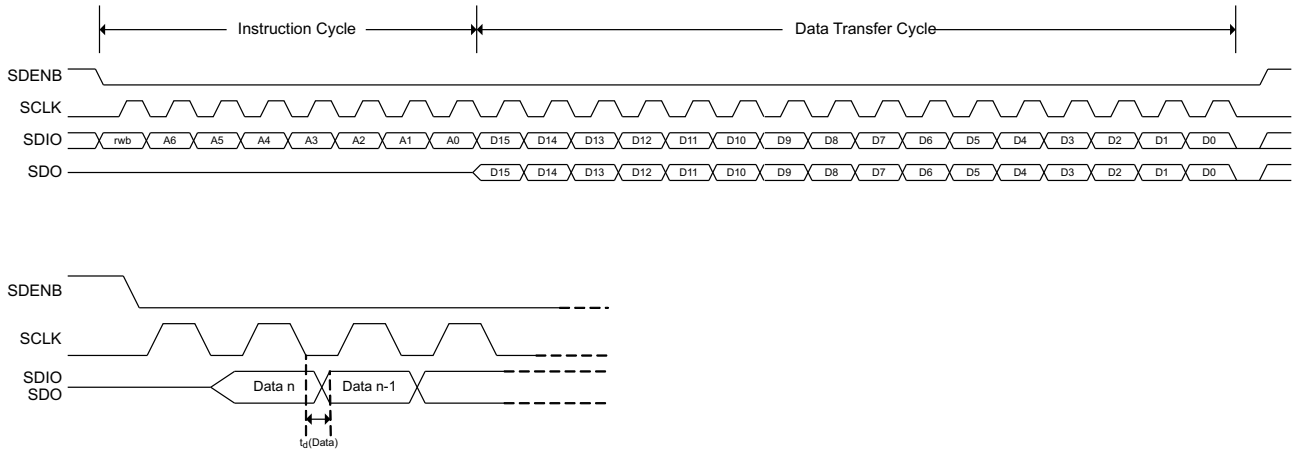 Instruction Cycle Data Transfer Cycle
SDENB
SCLK
SDIO rwb A6 A5 A4 A3 A2 A1 A0 D15 D14 D13 D12 D11 D10 D9 D8 D7 D6 D5 D4 D3 D2 D1 D0
SDO D15 D14 D13 D12 D11 D10 D9 D8 D7 D6 D5 D4 D3 D2 D1 D0
SDENB
SCLK
SDIO
SDO Data n Data n-1
td(Data)